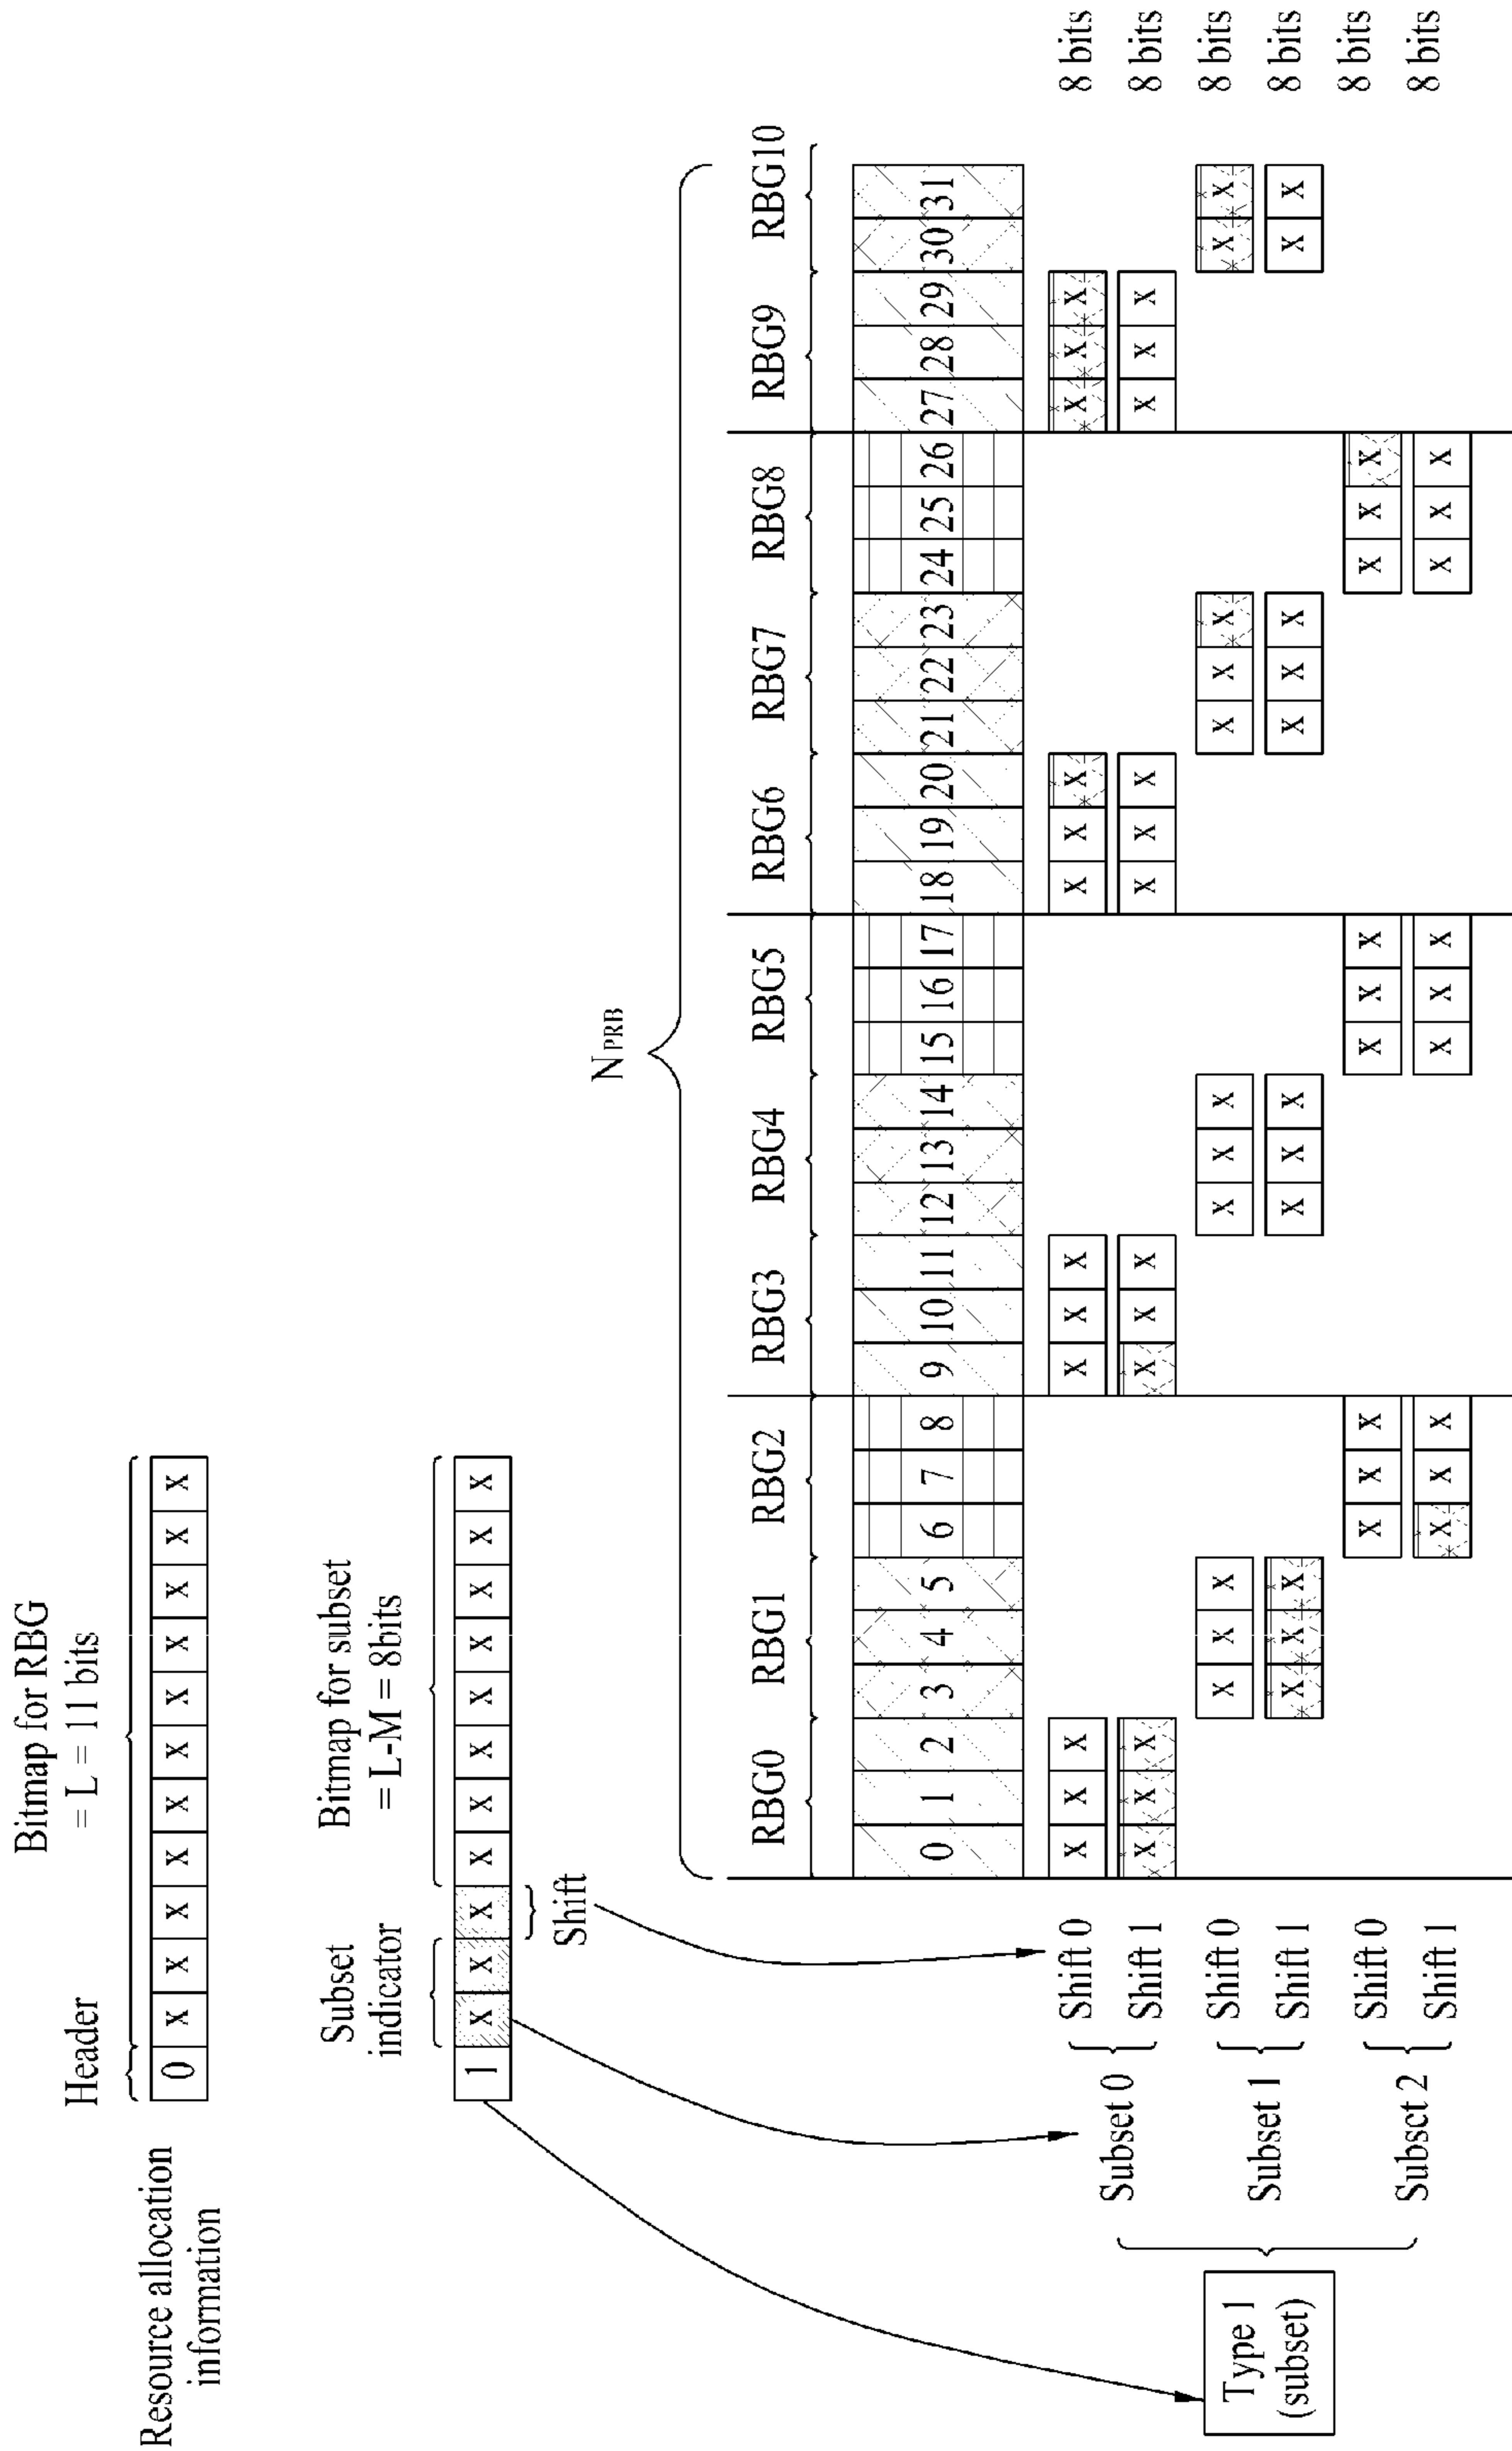 Bitmap for RBG
= L = 11 bits
Header
Resource allocation
information
0 X X X X X X X X X X X
Bitmap for subset
= L-M = 8bits
Subset
indicator
1 X X X X X X X X X X X
Shift
NPRB
RBG0 RBG1 RBG2 RBG3 RBG4 RBG5 RBG6 RBG7 RBG8 RBG9 RBG10
0 1 2 3 4 5 6 7 8 9 10 11 12 13 14 15 16 17 18 19 20 21 22 23 24 25 26 27 28 29 30 31
Type 1
(subset)
Subset 0
Shift 0 X X X X X X X X X X X X 8 bits
Shift 1 X X X X X X X X X X X X 8 bits
Subset 1
Shift 0 X X X X X X X X X X X 8 bits
Shift 1 X X X X X X X X X X X 8 bits
Subsct 2
Shift 0 X X X X X X X X X 8 bits
Shift 1 X X X X X X X X X 8 bits